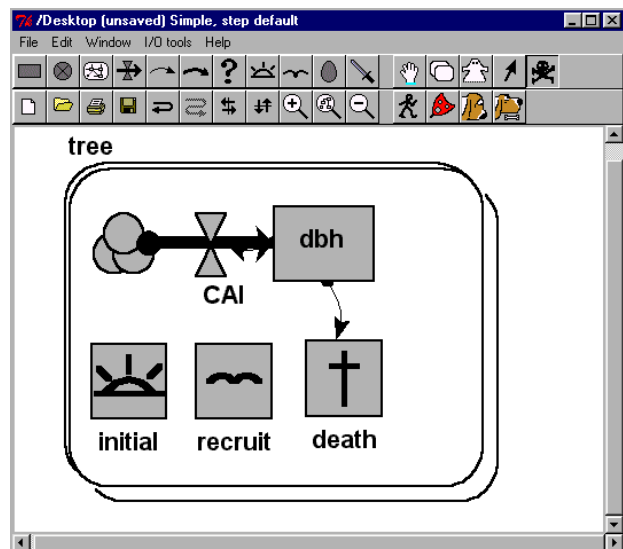 /Desktop (unsaved) Simple, step default
File Edit Window I/O tools Help
?
tree
dbh
CAI
initial recruit death